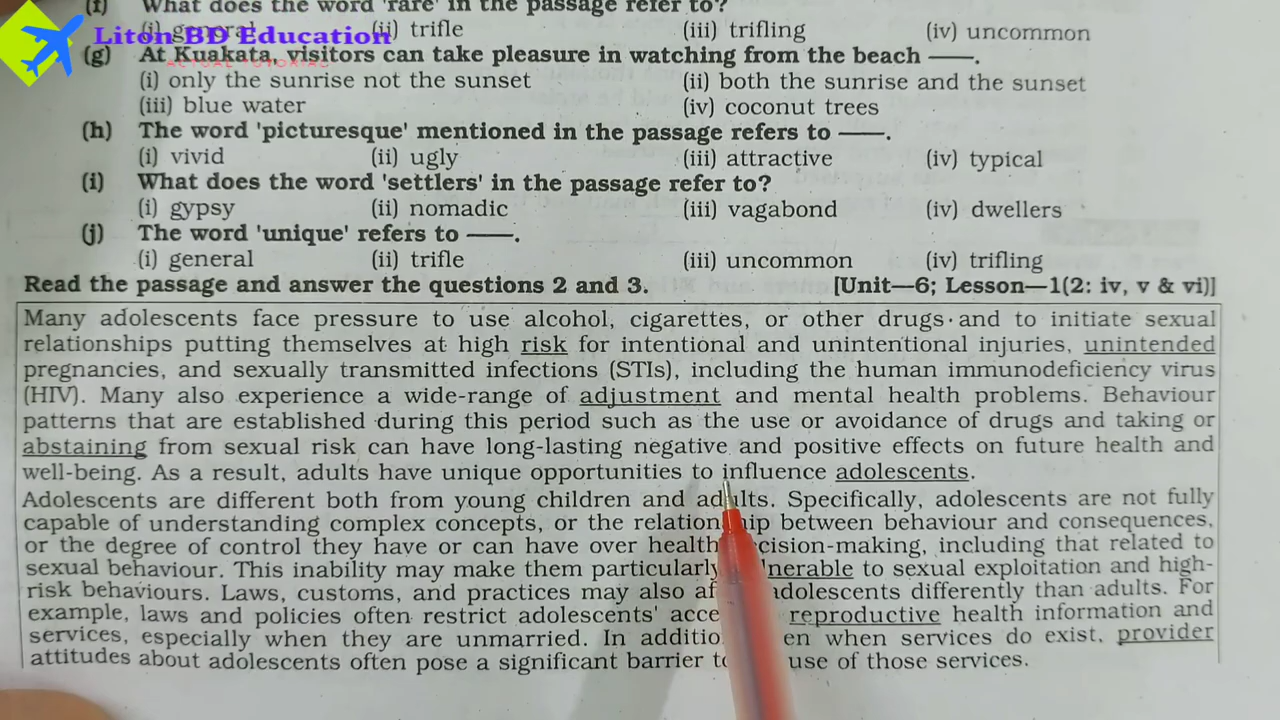 (f) What does the word 'rare' in the passage refer to?
(i) general (ii) trifle (iii) trifling (iv) uncommon
Liton BD Education
(g) At Kuakata, visitors can take pleasure in watching from the beach ——.
(i) only the sunrise not the sunset (ii) both the sunrise and the sunset
(iii) blue water (iv) coconut trees
(h) The word 'picturesque' mentioned in the passage refers to ——.
(i) vivid (ii) ugly (iii) attractive (iv) typical
(i) What does the word 'settlers' in the passage refer to?
(i) gypsy (ii) nomadic (iii) vagabond (iv) dwellers
(j) The word 'unique' refers to ——.
(i) general (ii) trifle (iii) uncommon (iv) trifling
Read the passage and answer the questions 2 and 3. [Unit—6; Lesson—1(2: iv, v & vi)]
Many adolescents face pressure to use alcohol, cigarettes, or other drugs and to initiate sexual
relationships putting themselves at high risk for intentional and unintentional injuries, unintended
pregnancies, and sexually transmitted infections (STIs), including the human immunodeficiency virus
(HIV). Many also experience a wide-range of adjustment and mental health problems. Behaviour
patterns that are established during this period such as the use or avoidance of drugs and taking or
abstaining from sexual risk can have long-lasting negative and positive effects on future health and
well-being. As a result, adults have unique opportunities to influence adolescents.
Adolescents are different both from young children and adults. Specifically, adolescents are not fully
capable of understanding complex concepts, or the relationship between behaviour and consequences,
or the degree of control they have or can have over health cision-making, including that related to
sexual behaviour. This inability may make them particularly nerable to sexual exploitation and high-
risk behaviours. Laws, customs, and practices may also af adolescents differently than adults. For
example, laws and policies often restrict adolescents' acce reproductive health information and
services, especially when they are unmarried. In additio en when services do exist, provider
attitudes about adolescents often pose a significant barrier to use of those services.